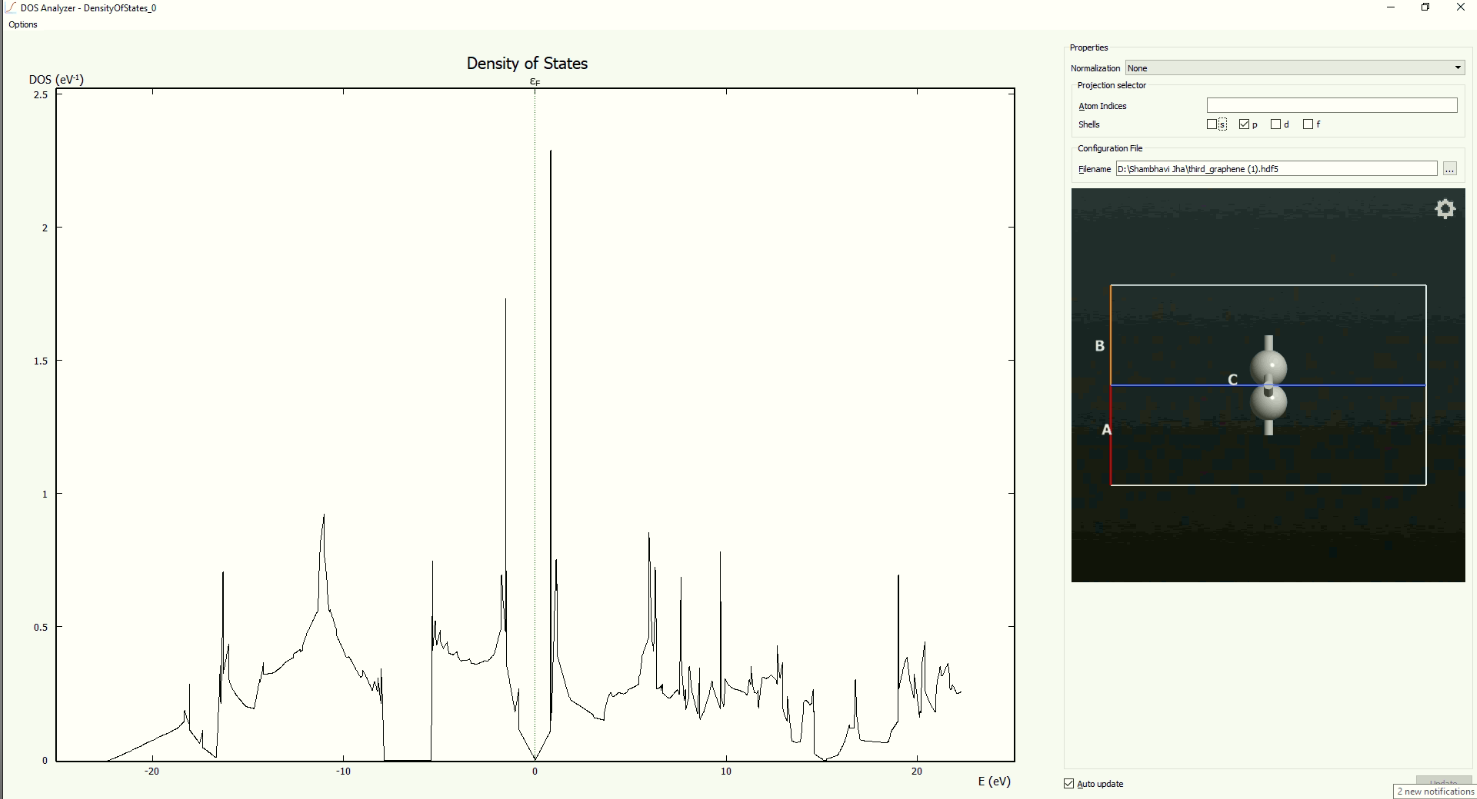 DOS Analyzer - DensityOfStates_0
Options
Density of States
DOS (eV⁻¹)
εF
2.5
2
1.5
1
0.5
0
-20 -10 0 10 20
E (eV)
Properties
Normalization None
Projection selector
Atom Indices
Shells s p d f
Configuration File
Filename D:\Shambhavi Jha\third_graphene (1).hdf5 ...
B
C
A
Auto update Update
2 new notifications